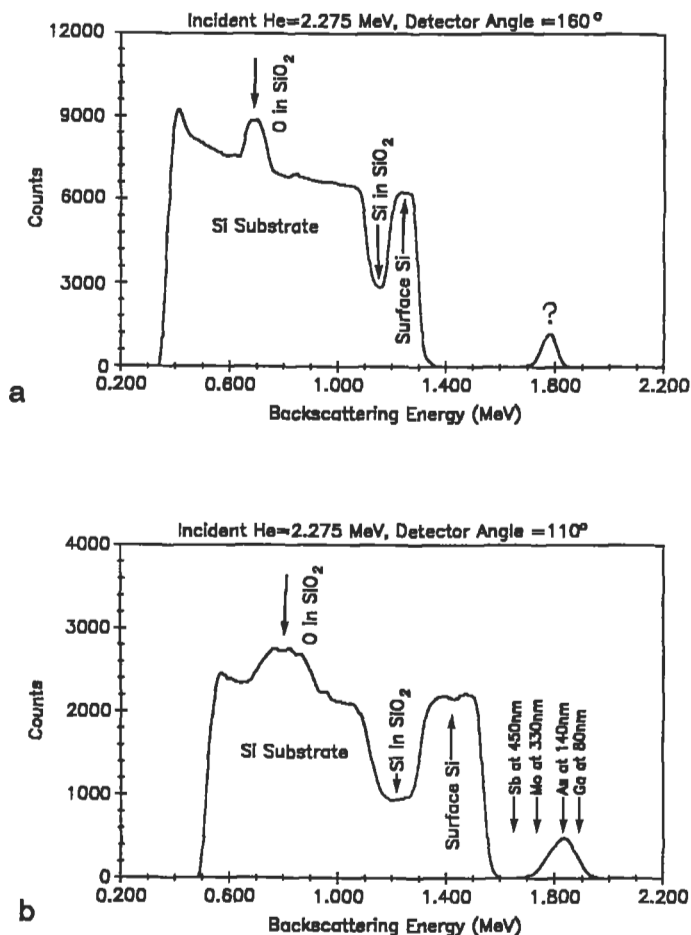 Incident He=2.275 MeV, Detector Angle =160°
12000
9000
6000
3000
0
Counts
O in SiO2
Si in SiO2
Surface Si
Si Substrate
?
0.200 0.600 1.000 1.400 1.800 2.200
Backscattering Energy (MeV)
a
Incident He=2.275 MeV, Detector Angle =110°
4000
3000
2000
1000
0
Counts
O in SiO2
Si in SiO2
Surface Si
Si Substrate
Sb at 450nm
Mo at 330nm
As at 140nm
Ga at 80nm
0.200 0.600 1.000 1.400 1.800 2.200
Backscattering Energy (MeV)
b